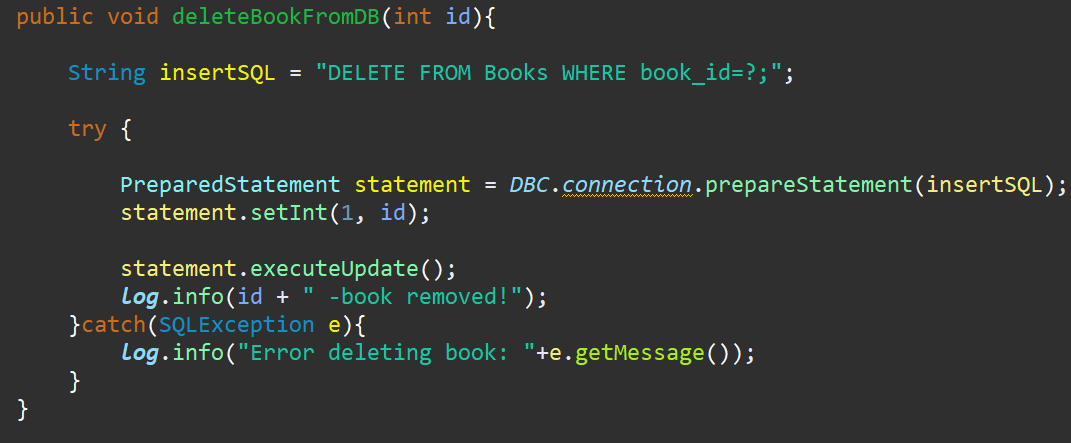 public void deleteBookFromDB(int id){
String insertSQL = "DELETE FROM Books WHERE book_id=?;";
try {
PreparedStatement statement = DBC.connection.prepareStatement(insertSQL);
statement.setInt(1, id);
statement.executeUpdate();
log.info(id + " -book removed!");
}catch(SQLException e){
log.info("Error deleting book: "+e.getMessage());
}
}